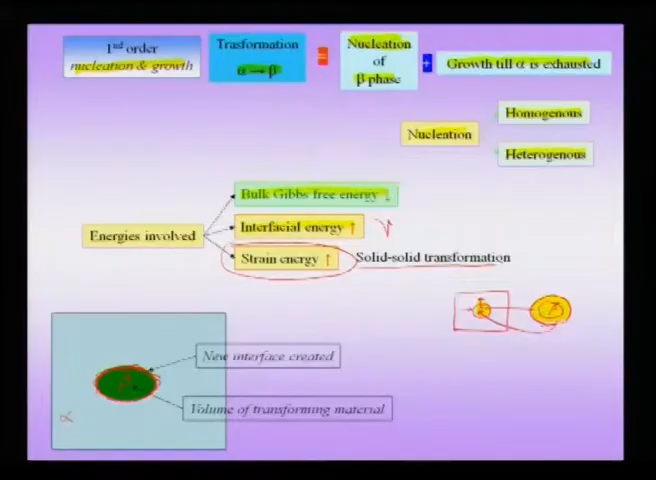 1nd order
nucleation & growth
Trasformation
α → β
=
Nucleation
of
β phase
+
Growth till α is exhausted
Nucleation
Homogenous
Heterogenous
Energies involved
Bulk Gibbs free energy ↓
Interfacial energy ↑
γ
Strain energy ↑
Solid-solid transformation
New interface created
β
Volume of transforming material
α